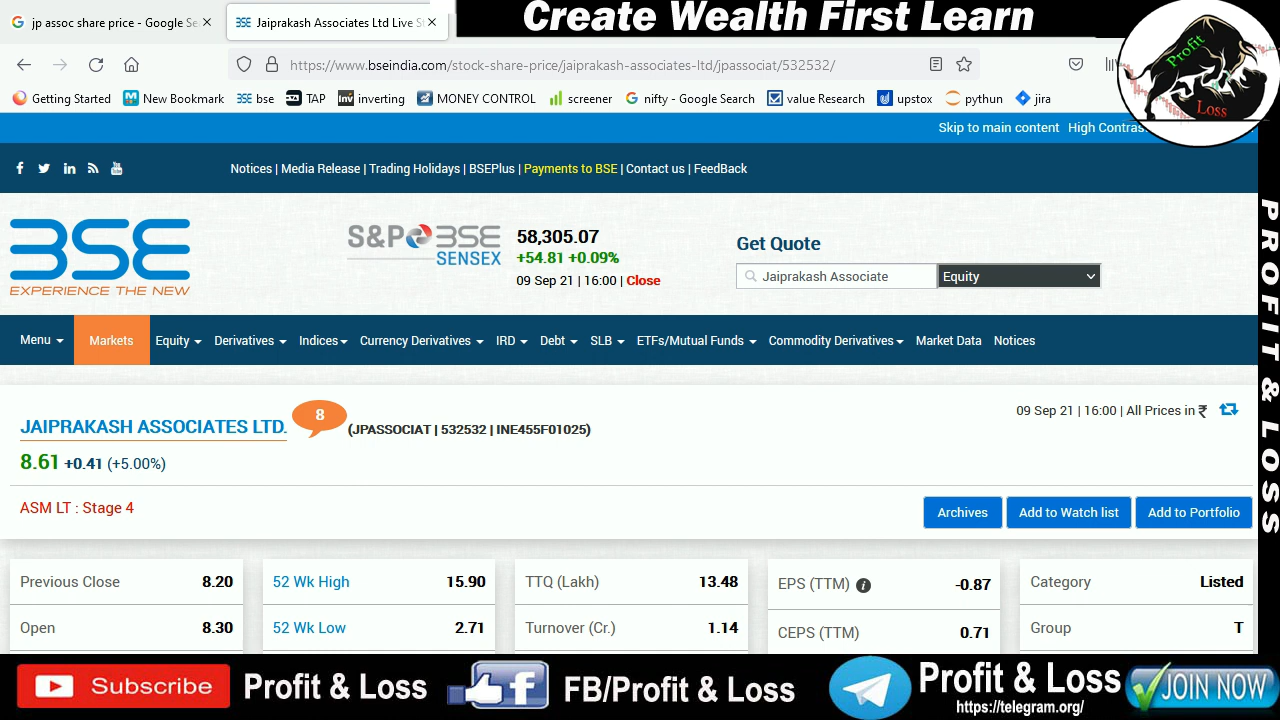 jp assoc share price - Google Se
Jaiprakash Associates Ltd Live St
Create Wealth First Learn
https://www.bseindia.com/stock-share-price/jaiprakash-associates-ltd/jpassociat/532532/
Getting Started
New Bookmark
bse
TAP
inverting
MONEY CONTROL
screener
nifty - Google Search
value Research
upstox
pythun
jira
Profit
Loss
Skip to main content
High Contras
Notices | Media Release | Trading Holidays | BSEPlus | Payments to BSE | Contact us | FeedBack
BSE
EXPERIENCE THE NEW
S&P BSE
SENSEX
58,305.07
+54.81 +0.09%
09 Sep 21 | 16:00 | Close
Get Quote
Jaiprakash Associate
Equity
Menu
Markets
Equity
Derivatives
Indices
Currency Derivatives
IRD
Debt
SLB
ETFs/Mutual Funds
Commodity Derivatives
Market Data
Notices
JAIPRAKASH ASSOCIATES LTD.
8
(JPASSOCIAT | 532532 | INE455F01025)
09 Sep 21 | 16:00 | All Prices in ₹
8.61 +0.41 (+5.00%)
ASM LT : Stage 4
Archives
Add to Watch list
Add to Portfolio
Previous Close 8.20
52 Wk High 15.90
TTQ (Lakh) 13.48
EPS (TTM) -0.87
Category Listed
Open 8.30
52 Wk Low 2.71
Turnover (Cr.) 1.14
CEPS (TTM) 0.71
Group T
PROFIT & LOSS
Subscribe
Profit & Loss
FB/Profit & Loss
Profit & Loss
https://telegram.org/
JOIN NOW